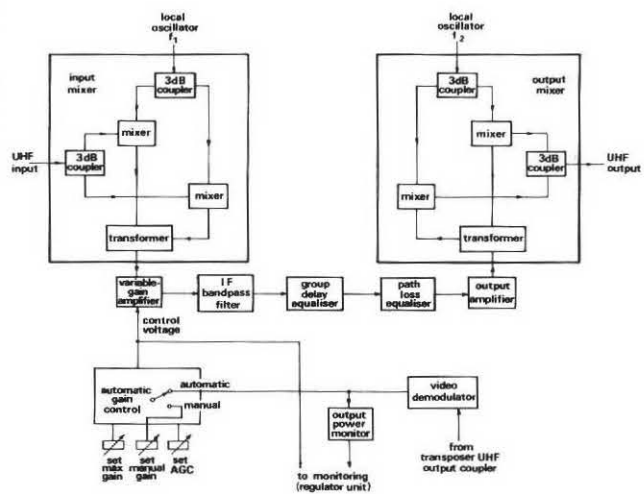 local
oscillator
f1
local
oscillator
f2
input
mixer
3dB
coupler
mixer
UHF
input
3dB
coupler
mixer
transformer
3dB
coupler
output
mixer
mixer
3dB
coupler
UHF
output
mixer
transformer
variable-
gain
amplifier
I F
bandpass
filter
group
delay
equaliser
path
loss
equaliser
output
amplifier
control
voltage
automatic
gain
control
automatic
manual
video
demodulator
output
power
monitor
set
max
gain
set
manual
gain
set
AGC
to monitoring
(regulator unit)
from
transposer UHF
output coupler